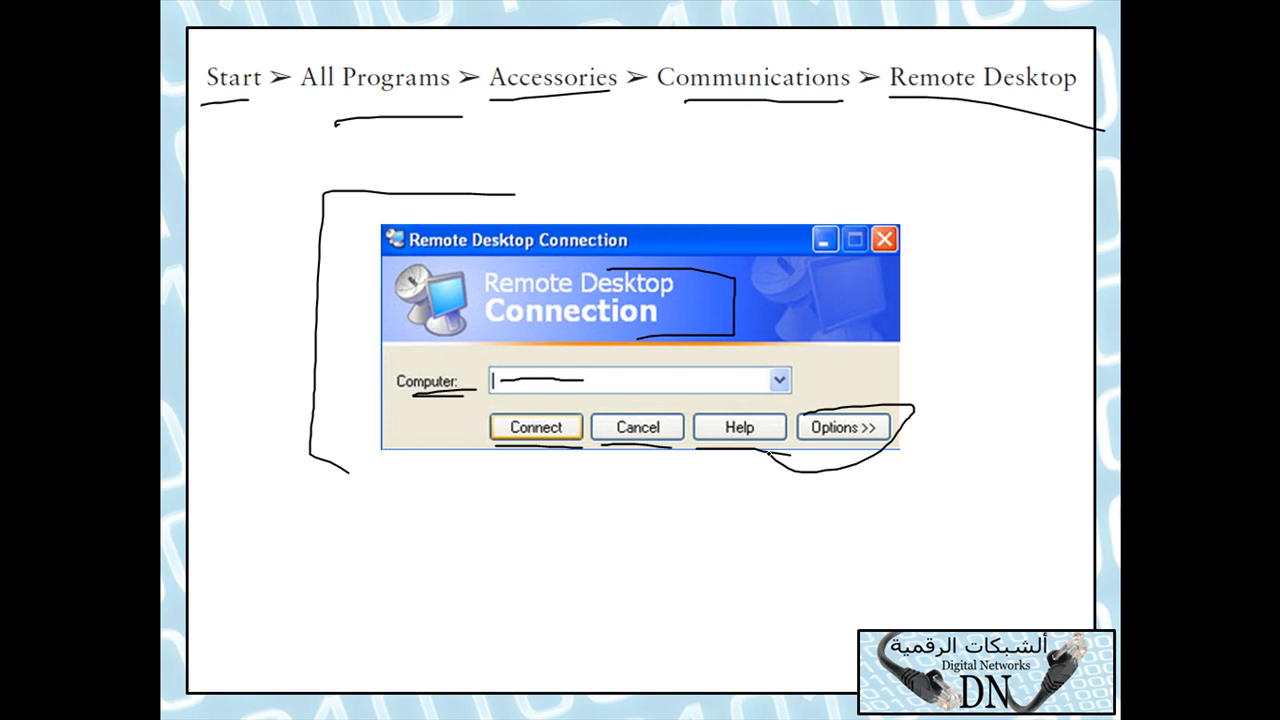 Start ➢ All Programs ➢ Accessories ➢ Communications ➢ Remote Desktop
Remote Desktop Connection
Remote Desktop
Connection
Computer:
Connect Cancel Help Options >>
ألشبكات الرقمية
Digital Networks
DN